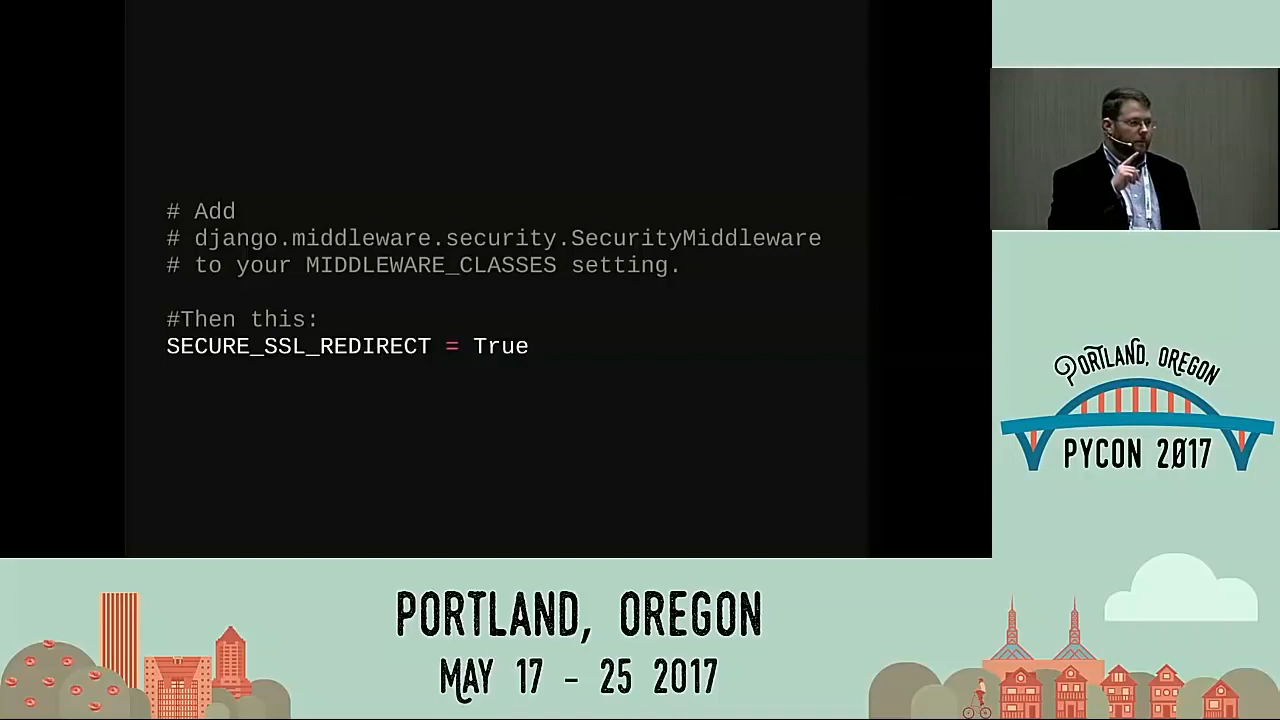 # Add
# django.middleware.security.SecurityMiddleware
# to your MIDDLEWARE_CLASSES setting.
#Then this:
SECURE_SSL_REDIRECT = True
PORTLAND, OREGON
PYCON 2017
PORTLAND, OREGON
MAY 17 - 25 2017